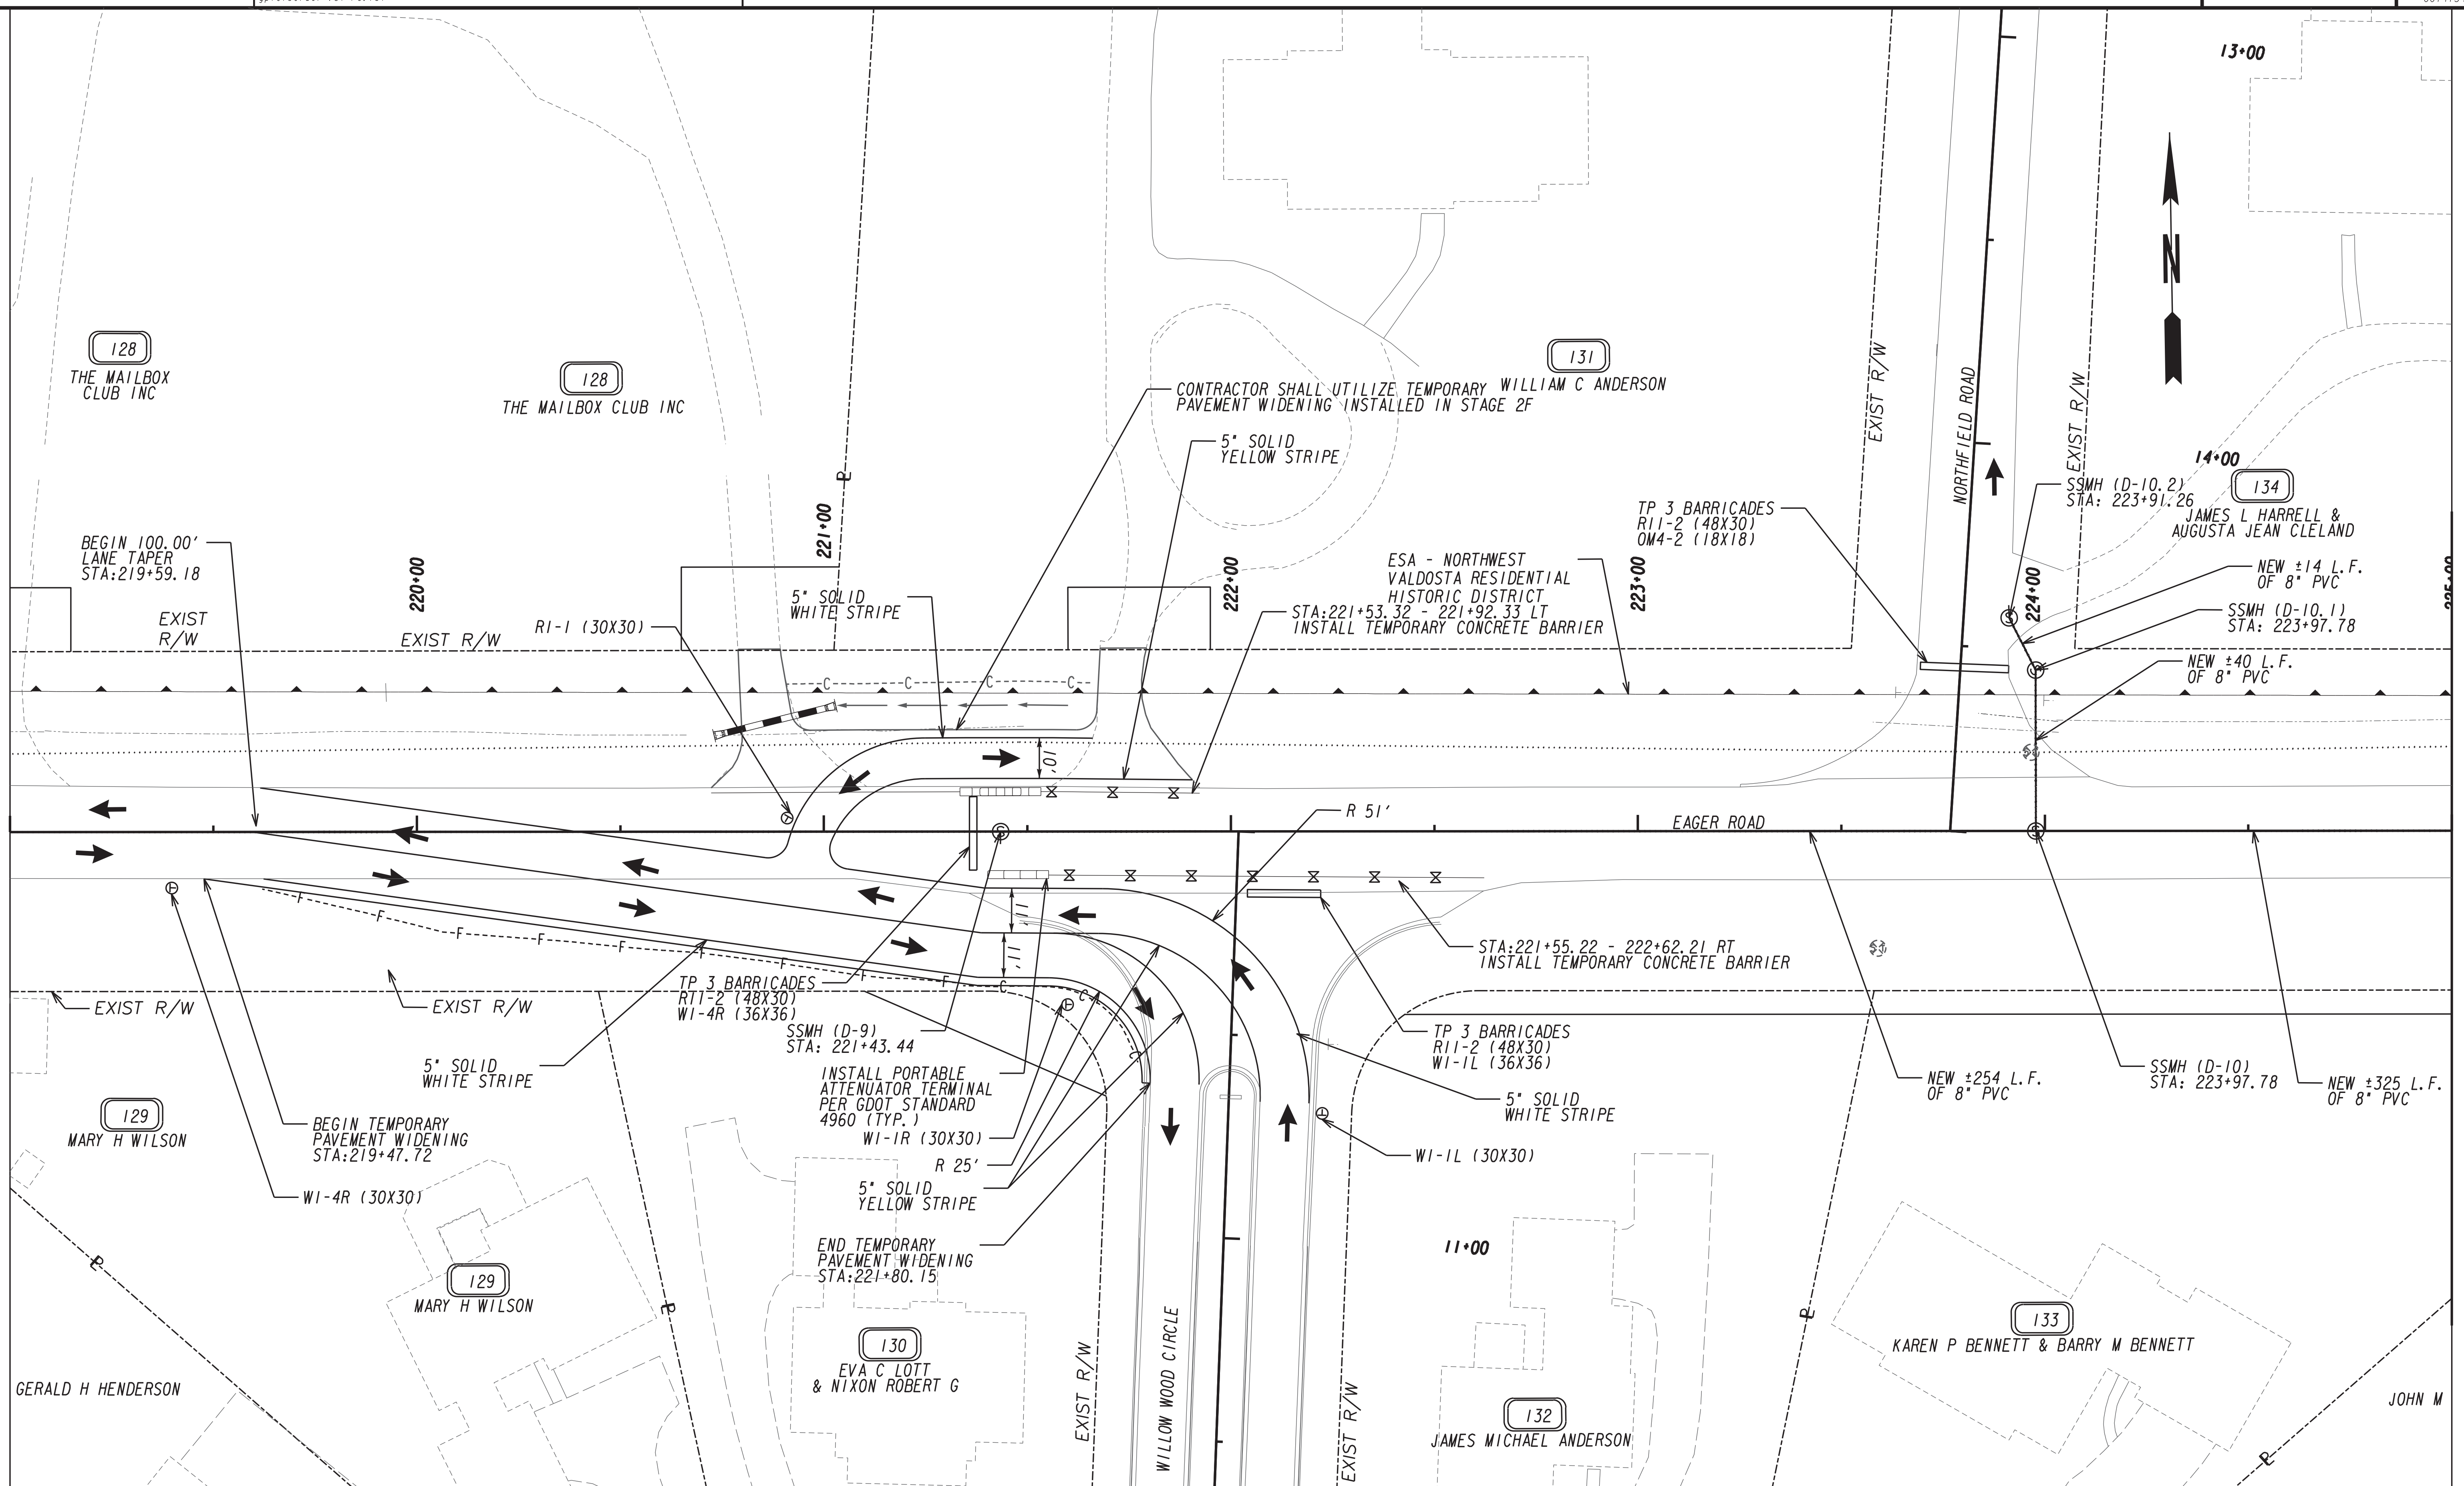 13+00
128
THE MAILBOX
CLUB INC
128
THE MAILBOX CLUB INC
131
WILLIAM C ANDERSON
CONTRACTOR SHALL UTILIZE TEMPORARY
PAVEMENT WIDENING INSTALLED IN STAGE 2F
5" SOLID
YELLOW STRIPE
EXIST R/W
NORTHFIELD ROAD
EXIST R/W
N
14+00
134
JAMES L HARRELL &
AUGUSTA JEAN CLELAND
SSMH (D-10.2)
STA: 223+91.26
TP 3 BARRICADES
R11-2 (48X30)
OM4-2 (18X18)
BEGIN 100.00'
LANE TAPER
STA:219+59.18
220+00
221+00
222+00
223+00
224+00
225+00
ESA - NORTHWEST
VALDOSTA RESIDENTIAL
HISTORIC DISTRICT
STA:221+53.32 - 221+92.33 LT
INSTALL TEMPORARY CONCRETE BARRIER
5" SOLID
WHITE STRIPE
R1-1 (30X30)
EXIST
R/W
EXIST R/W
NEW ±14 L.F.
OF 8" PVC
SSMH (D-10.1)
STA: 223+97.78
NEW ±40 L.F.
OF 8" PVC
C C C C
10'
R 51'
EAGER ROAD
11'
11'
F F F F F F F F F
C C C
STA:221+55.22 - 222+62.21 RT
INSTALL TEMPORARY CONCRETE BARRIER
EXIST R/W
EXIST R/W
TP 3 BARRICADES
R11-2 (48X30)
W1-4R (36X36)
SSMH (D-9)
STA: 221+43.44
5" SOLID
WHITE STRIPE
INSTALL PORTABLE
ATTENUATOR TERMINAL
PER GDOT STANDARD
4960 (TYP.)
W1-1R (30X30)
R 25'
5" SOLID
YELLOW STRIPE
END TEMPORARY
PAVEMENT WIDENING
STA:221+80.15
TP 3 BARRICADES
R11-2 (48X30)
W1-1L (36X36)
5" SOLID
WHITE STRIPE
W1-1L (30X30)
NEW ±254 L.F.
OF 8" PVC
SSMH (D-10)
STA: 223+97.78
NEW ±325 L.F.
OF 8" PVC
129
MARY H WILSON
BEGIN TEMPORARY
PAVEMENT WIDENING
STA:219+47.72
W1-4R (30X30)
129
MARY H WILSON
130
EVA C LOTT
& NIXON ROBERT G
EXIST R/W
WILLOW WOOD CIRCLE
EXIST R/W
11+00
132
JAMES MICHAEL ANDERSON
133
KAREN P BENNETT & BARRY M BENNETT
GERALD H HENDERSON
JOHN M